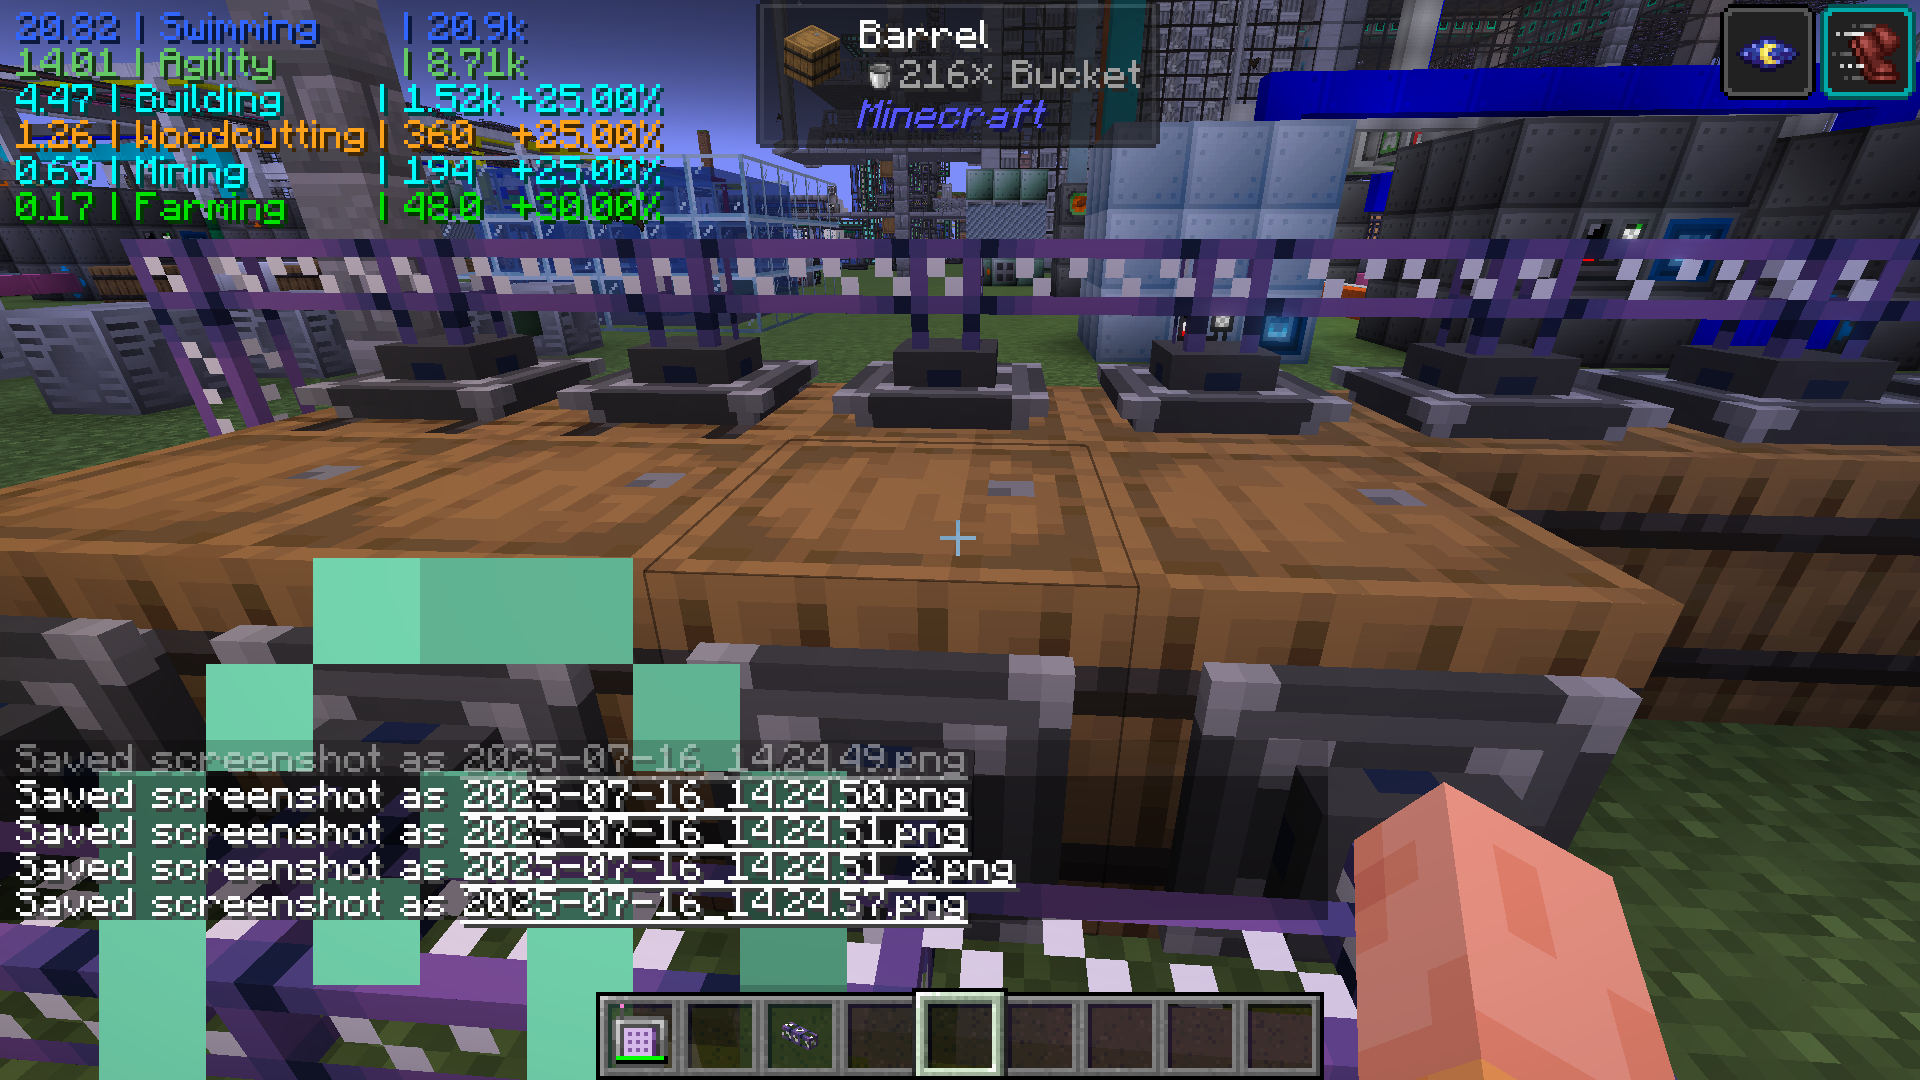 20.82 | Swimming | 20.9k
14.01 | Agility | 8.71k
4.47 | Building | 1.52k +25.00%
1.26 | Woodcutting | 360 +25.00%
0.69 | Mining | 194 +25.00%
0.17 | Farming | 48.0 +30.00%
Barrel
216× Bucket
Minecraft
Saved screenshot as 2025-07-16_14.24.49.png
Saved screenshot as 2025-07-16_14.24.50.png
Saved screenshot as 2025-07-16_14.24.51.png
Saved screenshot as 2025-07-16_14.24.51_2.png
Saved screenshot as 2025-07-16_14.24.57.png